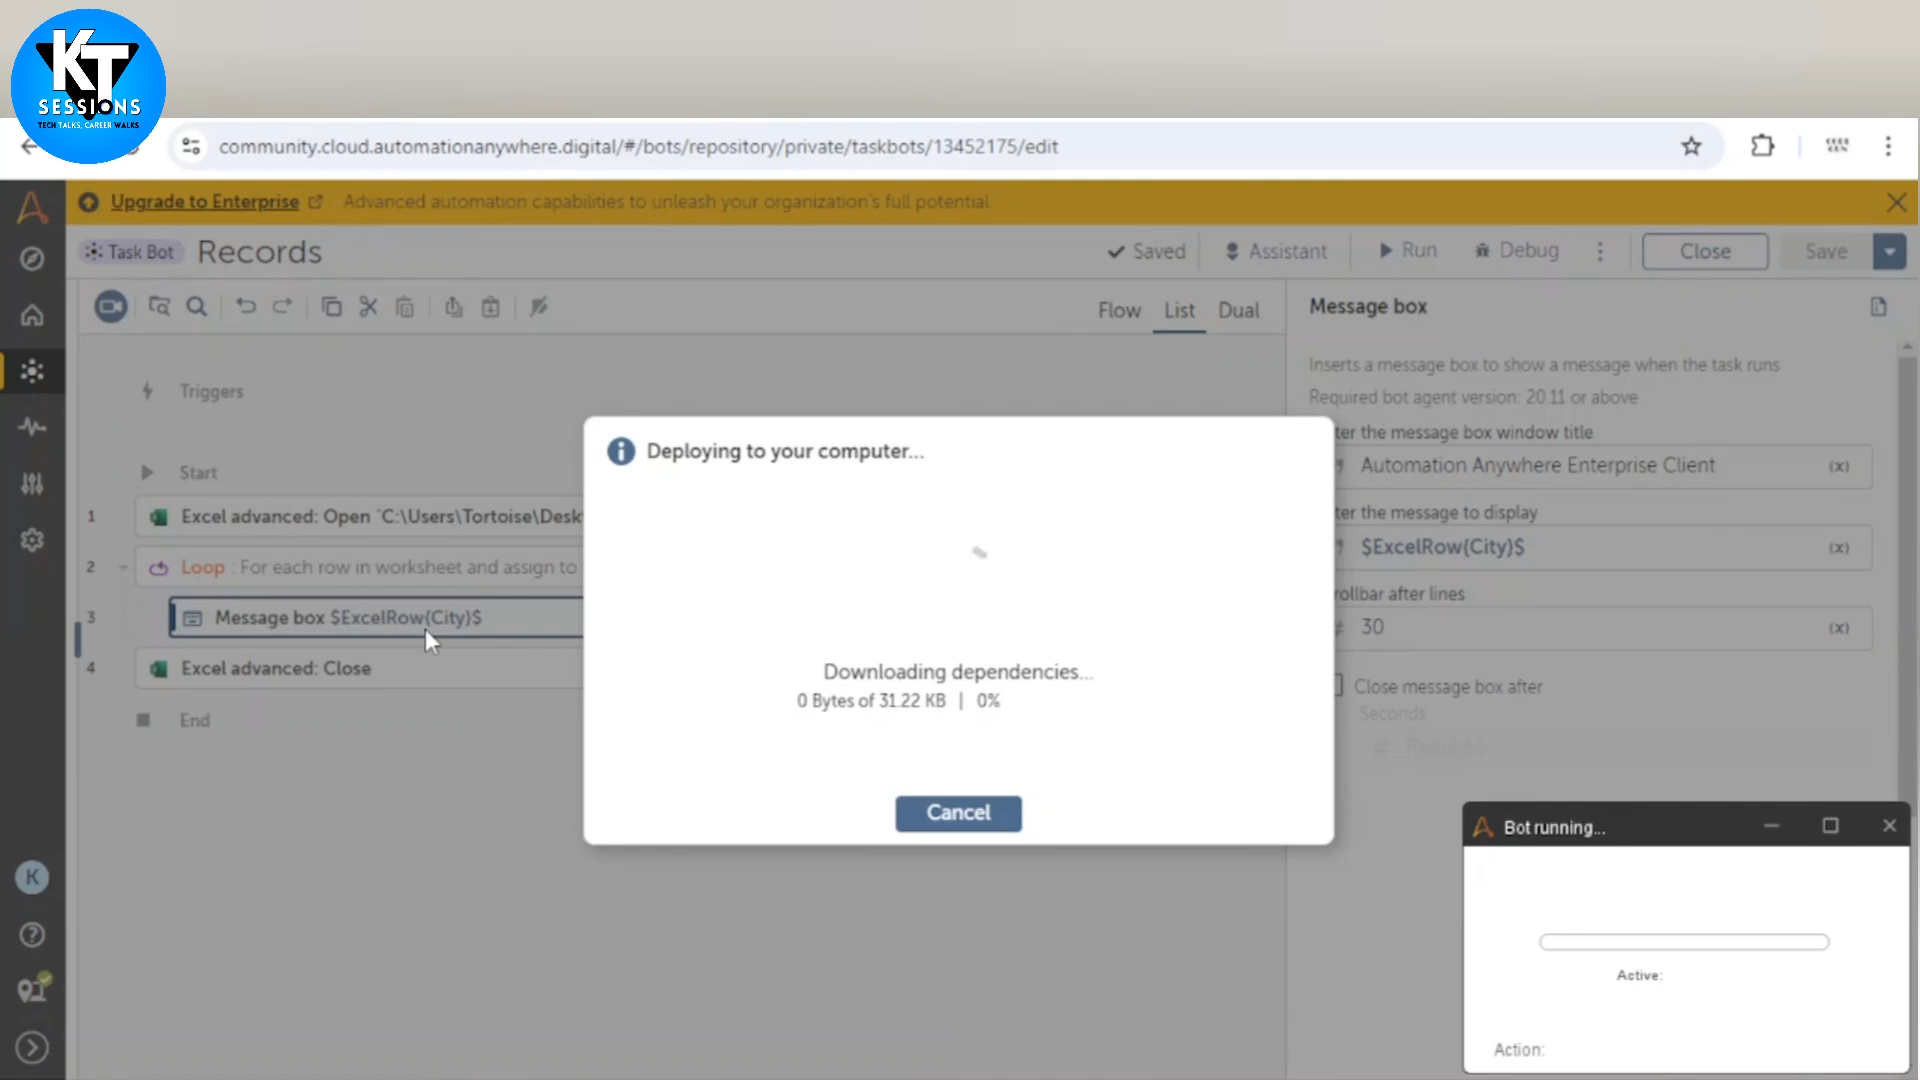 KT
SESSIONS
TECH TALKS, CAREER WALKS
community.cloud.automationanywhere.digital/#/bots/repository/private/taskbots/13452175/edit
Upgrade to Enterprise Advanced automation capabilities to unleash your organization's full potential.
Task Bot Records Saved Assistant Run Debug Close Save
Flow List Dual
Message box
Inserts a message box to show a message when the task runs
Required bot agent version: 20.11 or above
Triggers
Start
1 Excel advanced: Open "C:\Users\Tortoise\Desk
2 Loop : For each row in worksheet and assign to
3 Message box $ExcelRow{City}$
4 Excel advanced: Close
End
Deploying to your computer...
Downloading dependencies...
0 Bytes of 31.22 KB | 0%
Cancel
ter the message box window title
Automation Anywhere Enterprise Client (x)
ter the message to display
$ExcelRow{City}$ (x)
rollbar after lines
# 30 (x)
Close message box after
Seconds
# Required
Bot running...
Active:
Action:
K